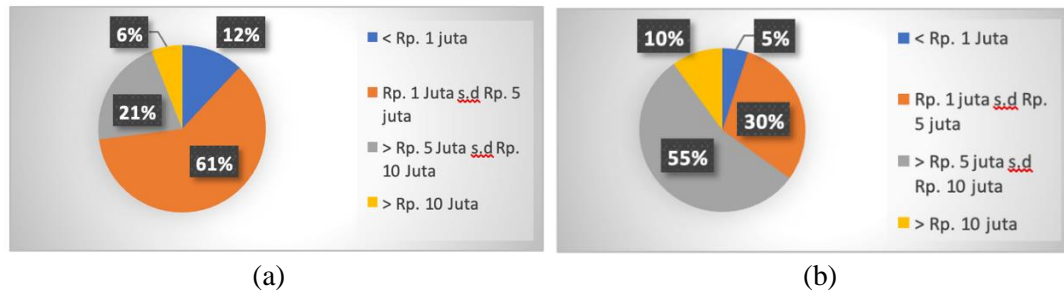 6%
12%
21%
61%
< Rp. 1 juta
Rp. 1 Juta s.d Rp. 5
juta
> Rp. 5 Juta s.d Rp.
10 Juta
> Rp. 10 Juta
(a)
10%
5%
30%
55%
< Rp. 1 Juta
Rp. 1 juta s.d Rp.
5 juta
> Rp. 5 juta s.d
Rp. 10 juta
> Rp. 10 juta
(b)